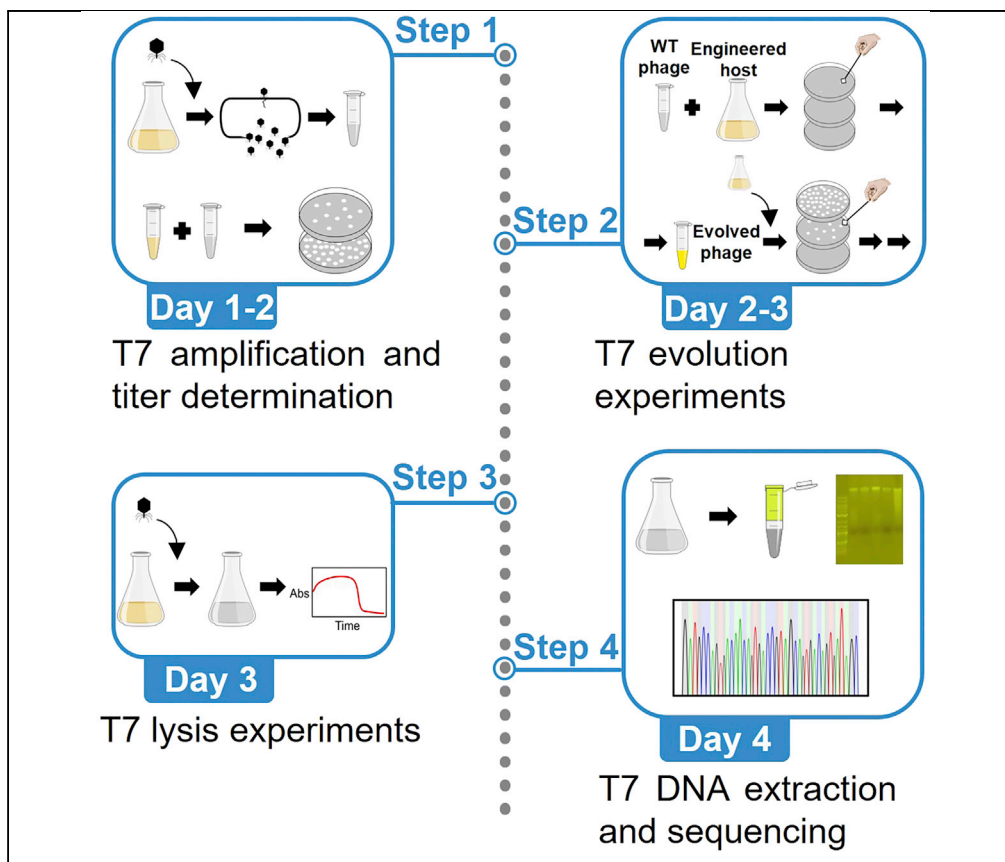 Step 1
Day 1-2
T7 amplification and
titer determination
WT
phage
Engineered
host
Evolved
phage
Step 2
Day 2-3
T7 evolution
experiments
Step 3
Abs
Time
Day 3
T7 lysis experiments
Step 4
Day 4
T7 DNA extraction
and sequencing